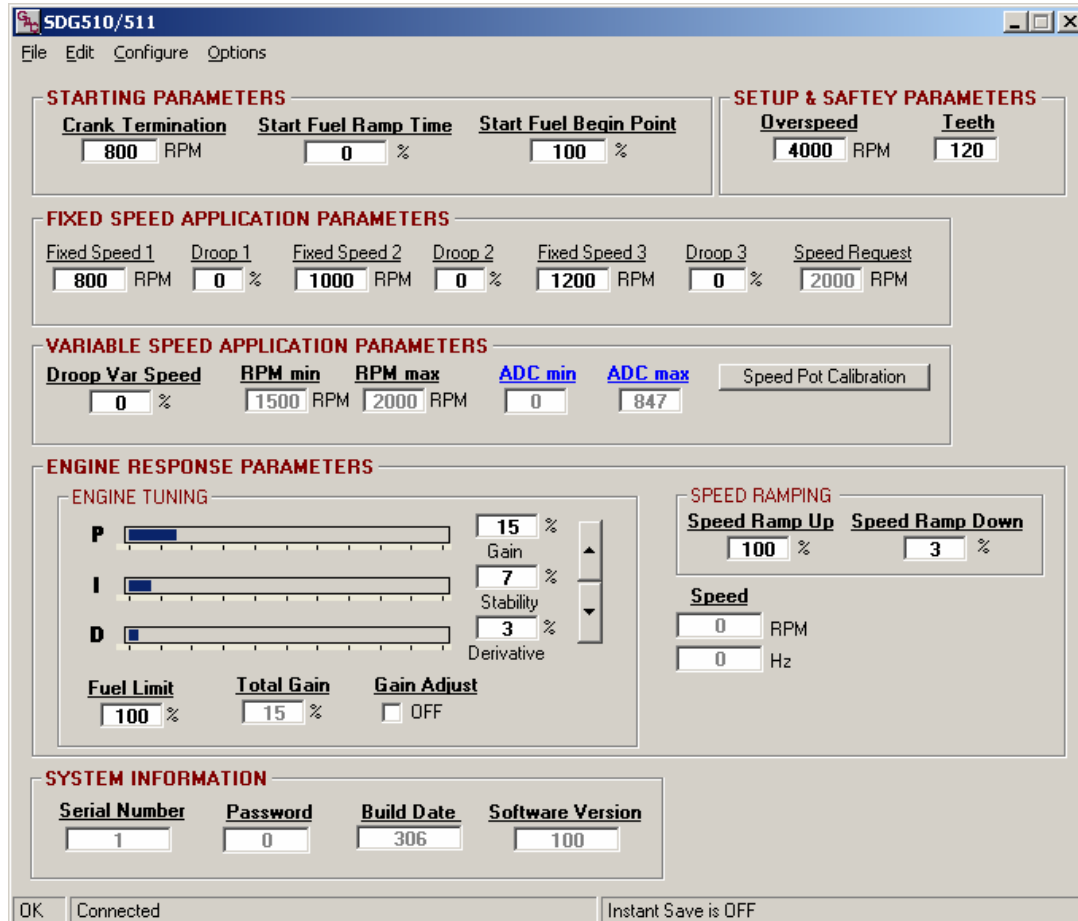 GAC SDG510/511
File Edit Configure Options
STARTING PARAMETERS
Crank Termination Start Fuel Ramp Time Start Fuel Begin Point
800 RPM 0 % 100 %
SETUP & SAFTEY PARAMETERS
Overspeed Teeth
4000 RPM 120
FIXED SPEED APPLICATION PARAMETERS
Fixed Speed 1 Droop 1 Fixed Speed 2 Droop 2 Fixed Speed 3 Droop 3 Speed Request
800 RPM 0 % 1000 RPM 0 % 1200 RPM 0 % 2000 RPM
VARIABLE SPEED APPLICATION PARAMETERS
Droop Var Speed RPM min RPM max ADC min ADC max Speed Pot Calibration
0 % 1500 RPM 2000 RPM 0 847
ENGINE RESPONSE PARAMETERS
ENGINE TUNING
P 15 %
Gain
I 7 %
Stability
D 3 %
Derivative
Fuel Limit Total Gain Gain Adjust
100 % 15 % OFF
SPEED RAMPING
Speed Ramp Up Speed Ramp Down
100 % 3 %
Speed
0 RPM
0 Hz
SYSTEM INFORMATION
Serial Number Password Build Date Software Version
1 0 306 100
OK Connected Instant Save is OFF